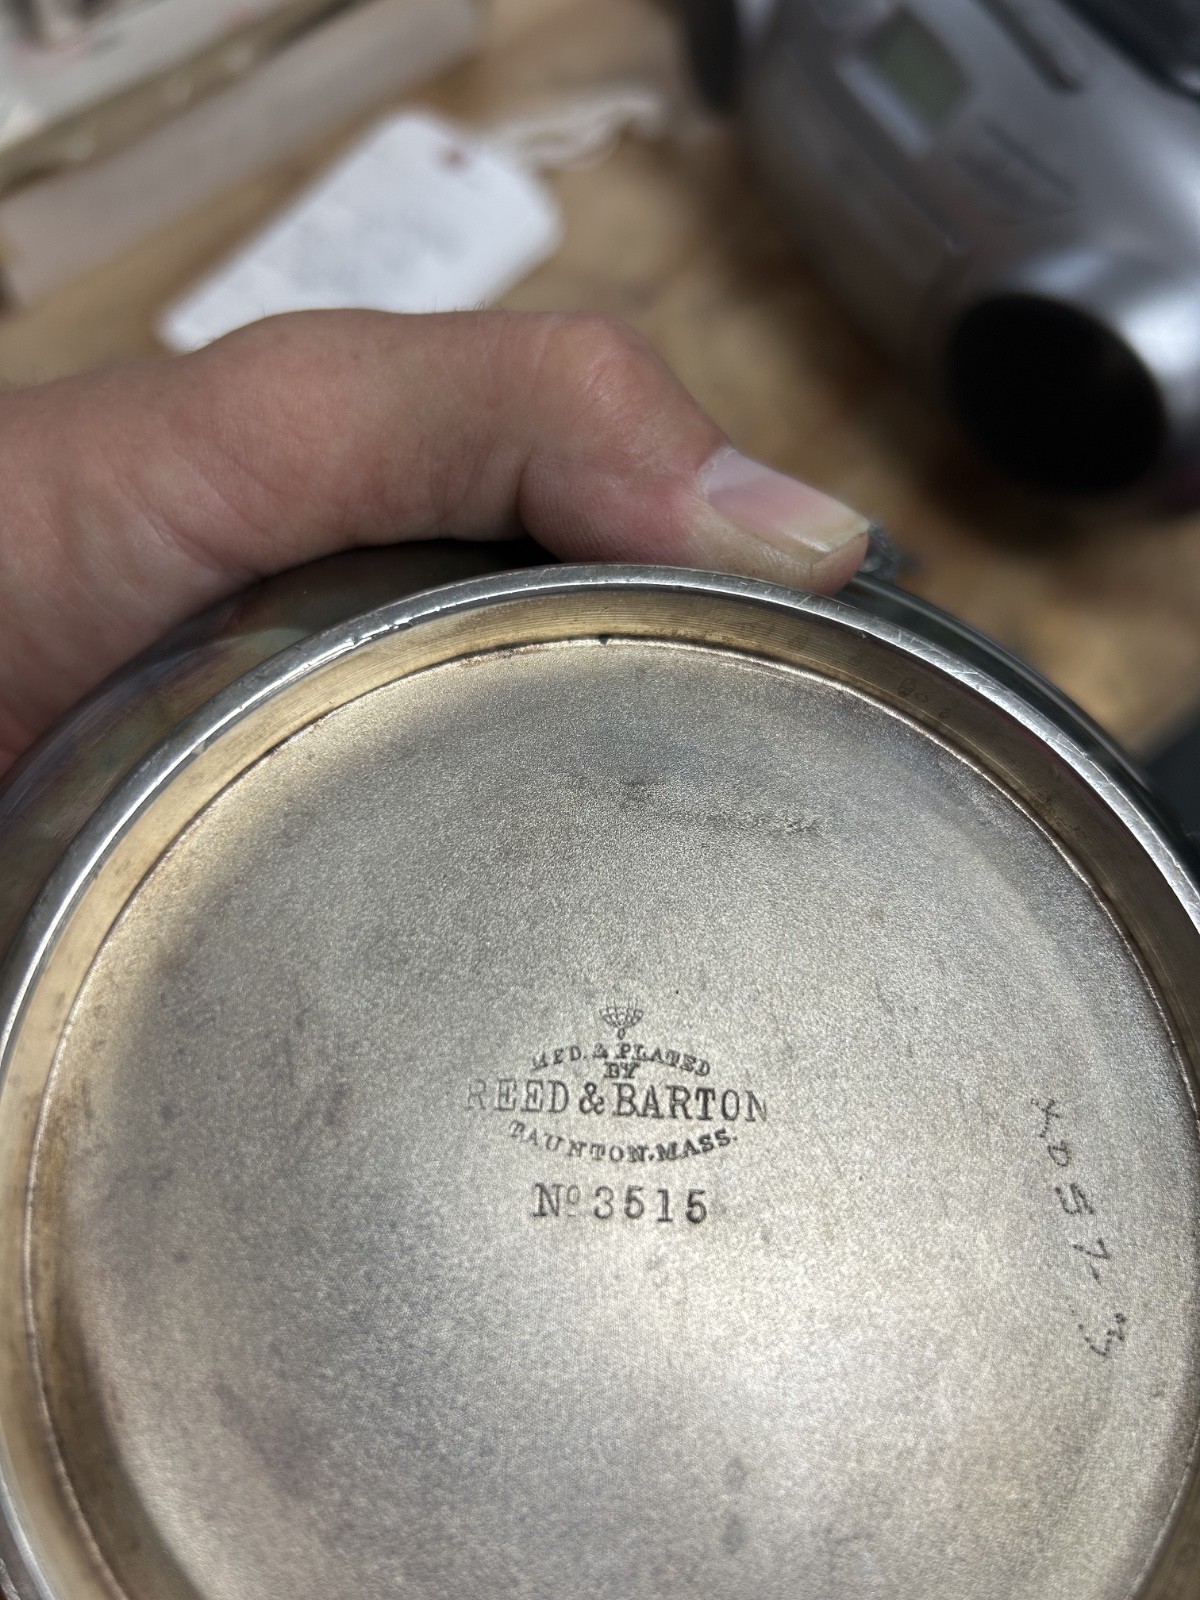 MFD. & PLATED
BY
REED & BARTON
TAUNTON. MASS.
Nº 3515